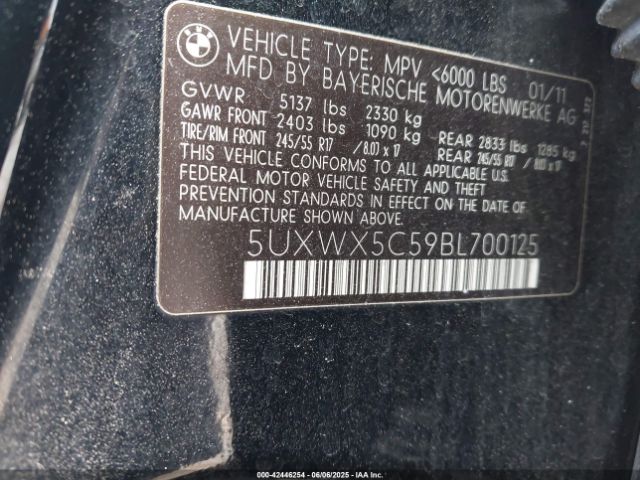 BMW
VEHICLE TYPE: MPV <6000 LBS 01/11
MFD BY BAYERISCHE MOTORENWERKE AG
GVWR 5137 lbs 2330 kg
GAWR FRONT 2403 lbs 1090 kg REAR 2833 lbs 1285 kg
TIRE/RIM FRONT 245/55 R17 / 8.0J x 17 REAR 245/55 R17 / 8.0J x 17
THIS VEHICLE CONFORMS TO ALL APPLICABLE U.S.
FEDERAL MOTOR VEHICLE SAFETY AND THEFT
PREVENTION STANDARDS IN EFFECT ON THE DATE OF
MANUFACTURE SHOWN ABOVE.
5UXWX5C59BL700125
000-42446254 - 06/06/2025 - IAA Inc.